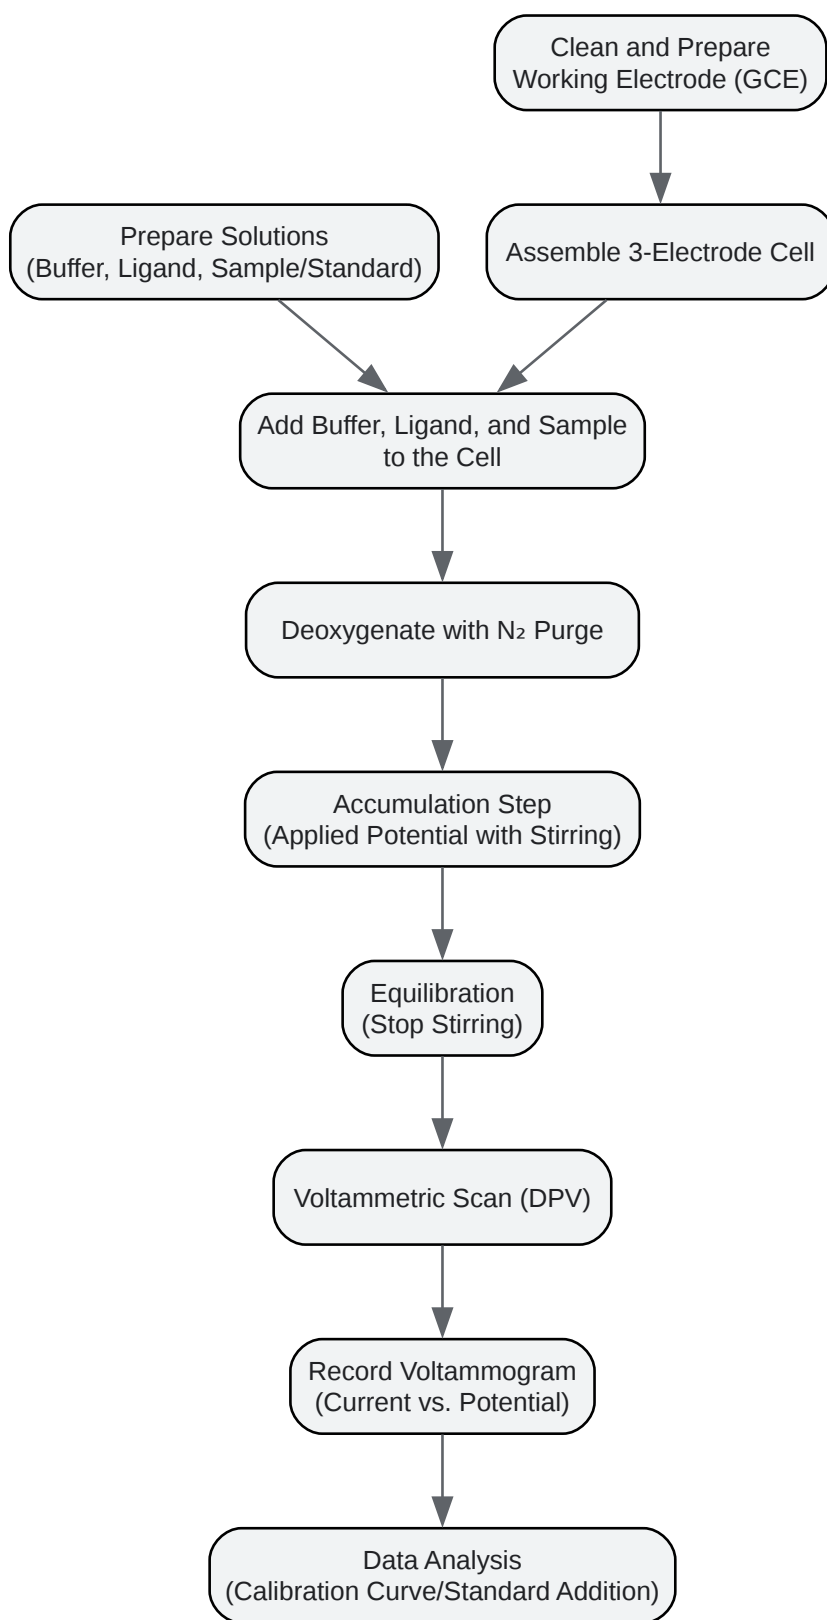 Clean and Prepare
Working Electrode (GCE)
Prepare Solutions
(Buffer, Ligand, Sample/Standard)
Assemble 3-Electrode Cell
Add Buffer, Ligand, and Sample
to the Cell
Deoxygenate with N₂ Purge
Accumulation Step
(Applied Potential with Stirring)
Equilibration
(Stop Stirring)
Voltammetric Scan (DPV)
Record Voltammogram
(Current vs. Potential)
Data Analysis
(Calibration Curve/Standard Addition)